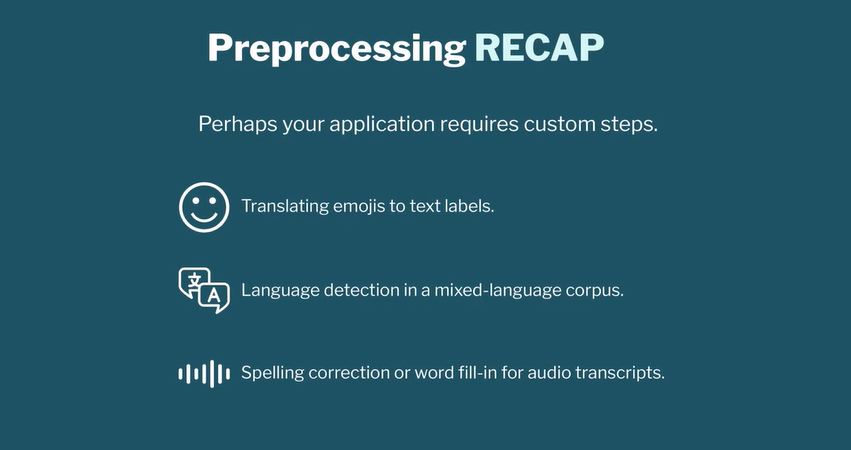 Preprocessing RECAP
Perhaps your application requires custom steps.
Translating emojis to text labels.
文 A
Language detection in a mixed-language corpus.
Spelling correction or word fill-in for audio transcripts.